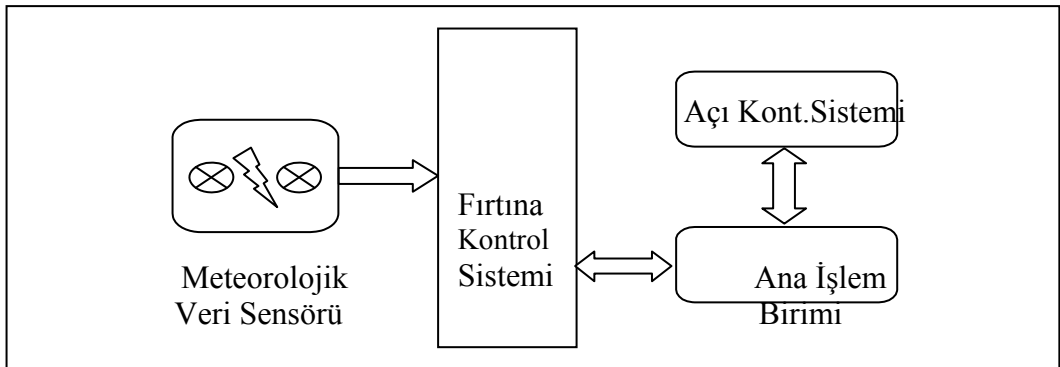 Meteorolojik
Veri Sensörü
Fırtına
Kontrol
Sistemi
Açı Kont.Sistemi
Ana İşlem
Birimi